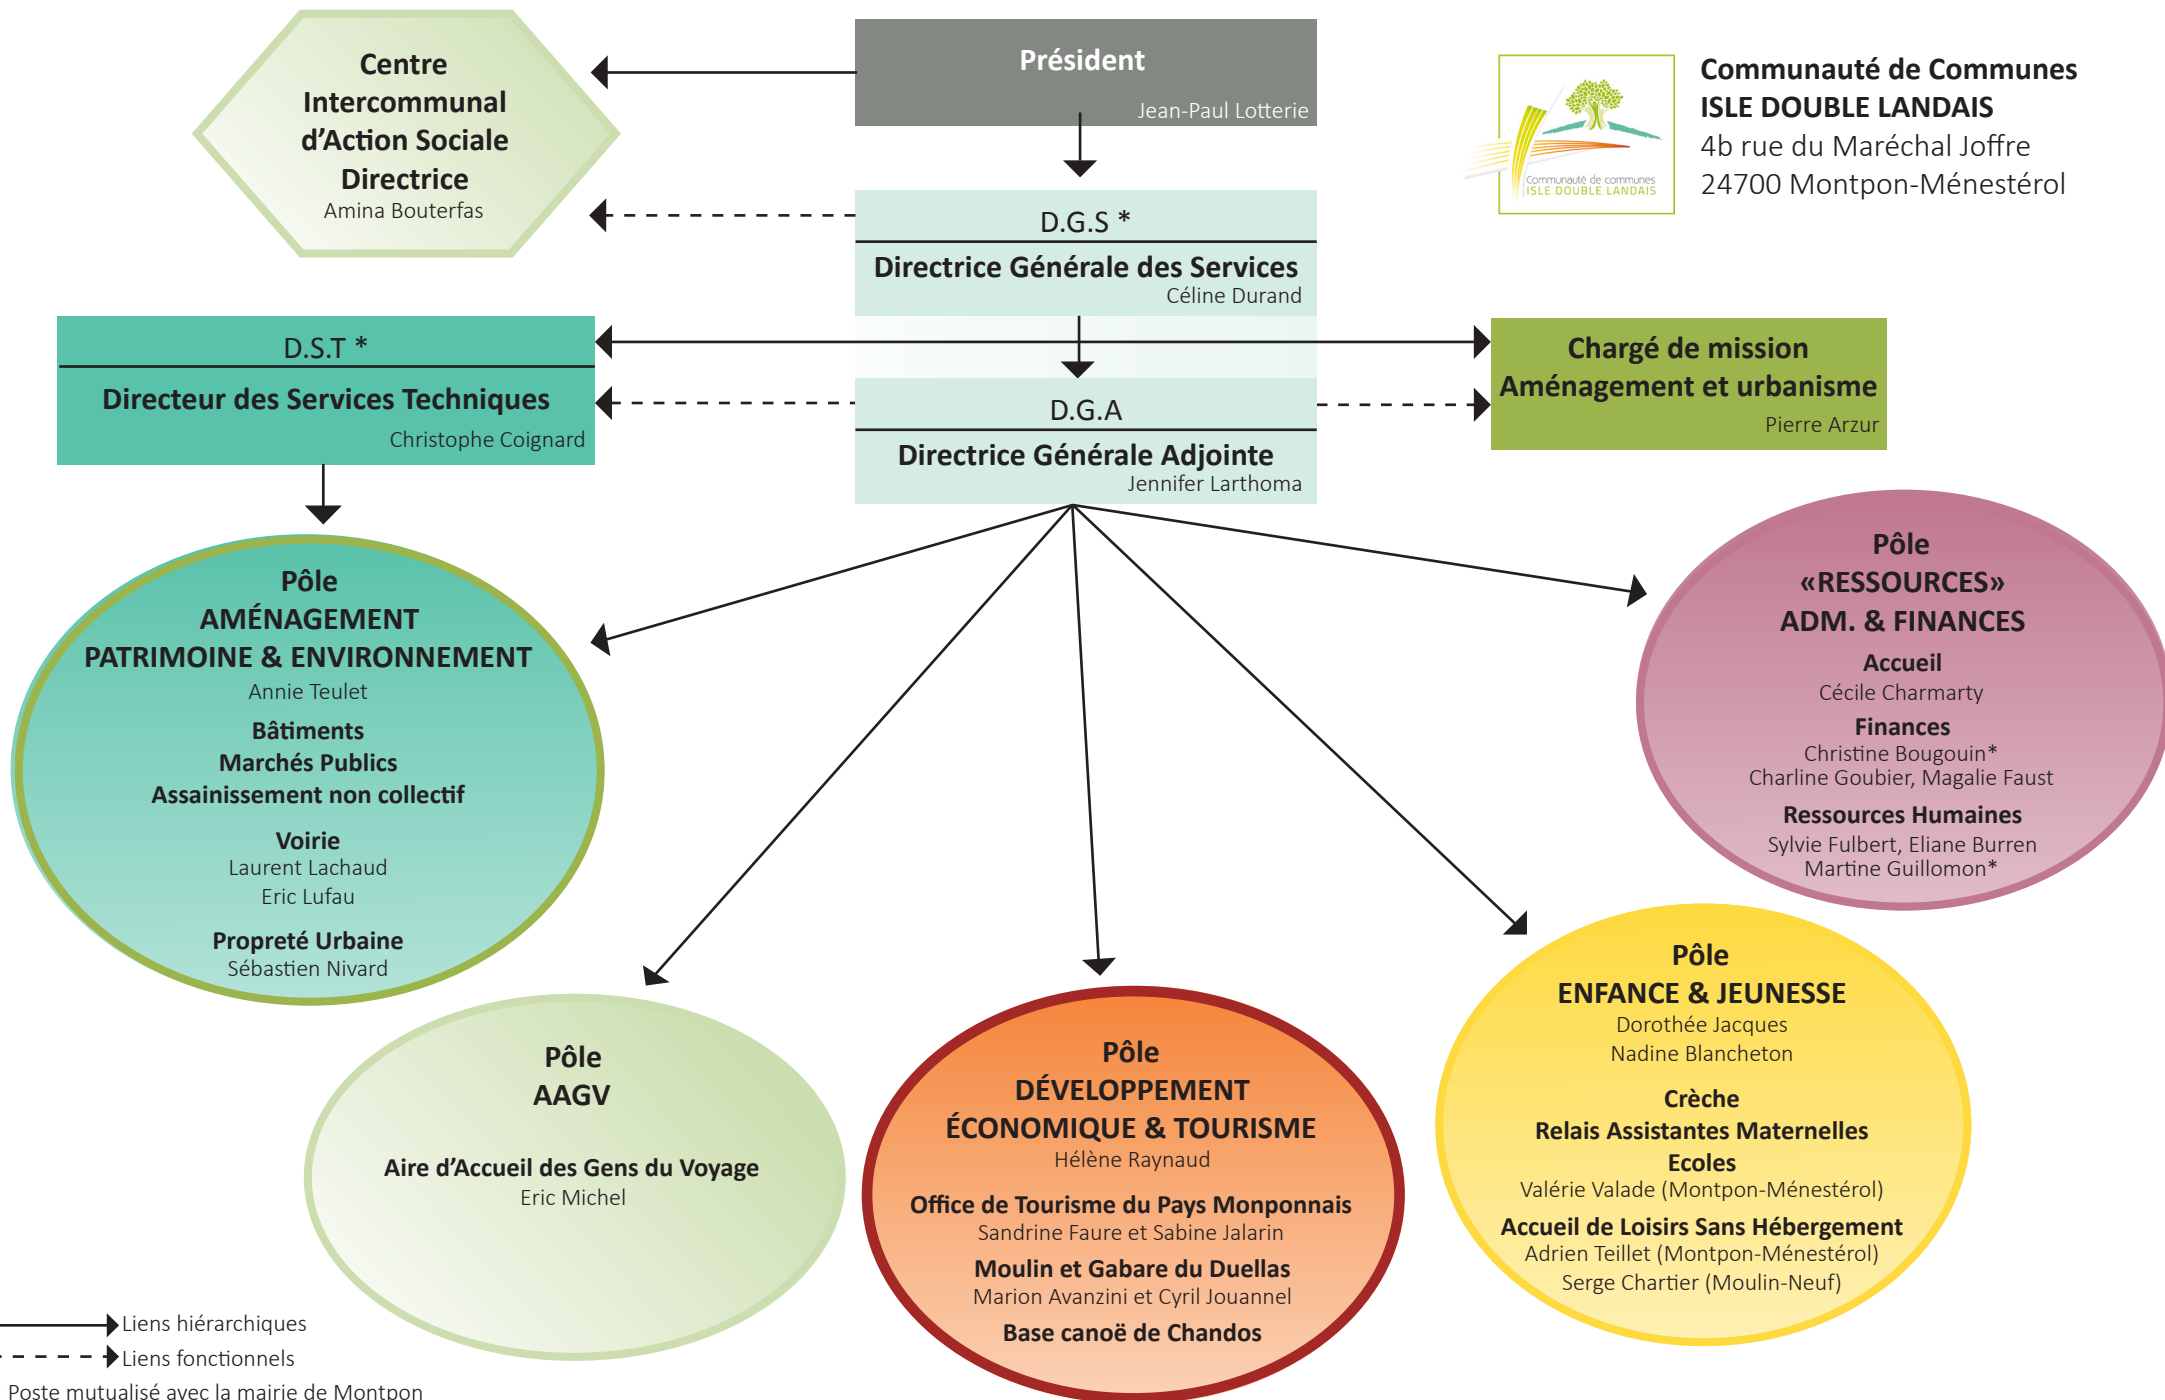 Centre
Intercommunal
d'Action Sociale
Directrice
Amina Bouterfas
Président
Jean-Paul Lotterie
Communauté de communes
ISLE DOUBLE LANDAIS
Communauté de Communes
ISLE DOUBLE LANDAIS
4b rue du Maréchal Joffre
24700 Montpon-Ménestérol
D.G.S *
Directrice Générale des Services
Céline Durand
D.S.T *
Directeur des Services Techniques
Christophe Coignard
D.G.A
Directrice Générale Adjointe
Jennifer Larthoma
Chargé de mission
Aménagement et urbanisme
Pierre Arzur
Pôle
AMÉNAGEMENT
PATRIMOINE & ENVIRONNEMENT
Annie Teulet
Bâtiments
Marchés Publics
Assainissement non collectif
Voirie
Laurent Lachaud
Eric Lufau
Propreté Urbaine
Sébastien Nivard
Pôle
AAGV
Aire d'Accueil des Gens du Voyage
Eric Michel
Pôle
DÉVELOPPEMENT
ÉCONOMIQUE & TOURISME
Hélène Raynaud
Office de Tourisme du Pays Monponnais
Sandrine Faure et Sabine Jalarin
Moulin et Gabare du Duellas
Marion Avanzini et Cyril Jouannel
Base canoë de Chandos
Pôle
ENFANCE & JEUNESSE
Dorothée Jacques
Nadine Blancheton
Crèche
Relais Assistantes Maternelles
Ecoles
Valérie Valade (Montpon-Ménestérol)
Accueil de Loisirs Sans Hébergement
Adrien Teillet (Montpon-Ménestérol)
Serge Chartier (Moulin-Neuf)
Pôle
«RESSOURCES»
ADM. & FINANCES
Accueil
Cécile Charmarty
Finances
Christine Bougouin*
Charline Goubier, Magalie Faust
Ressources Humaines
Sylvie Fulbert, Eliane Burren
Martine Guillomon*
Liens hiérarchiques
Liens fonctionnels
Poste mutualisé avec la mairie de Montpon